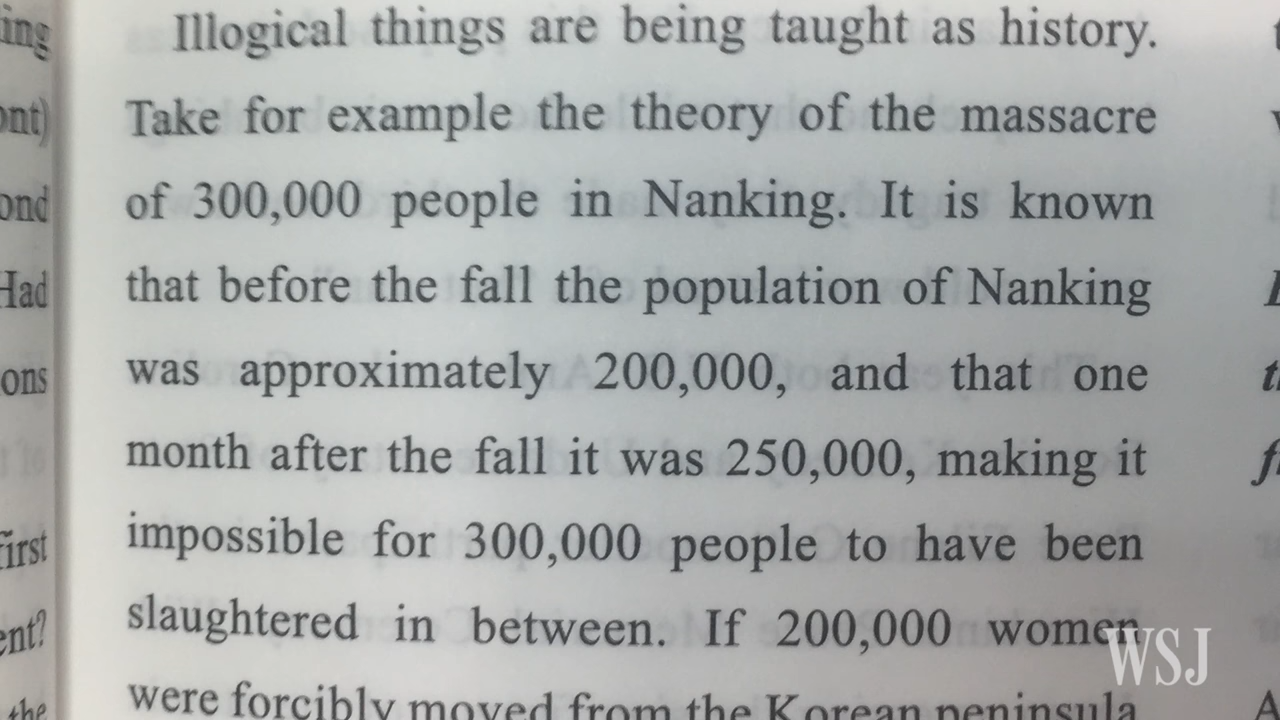 Illogical things are being taught as history.
Take for example the theory of the massacre
of 300,000 people in Nanking. It is known
that before the fall the population of Nanking
was approximately 200,000, and that one
month after the fall it was 250,000, making it
impossible for 300,000 people to have been
slaughtered in between. If 200,000 women
were forcibly moved from the Korean peninsula
WSJ